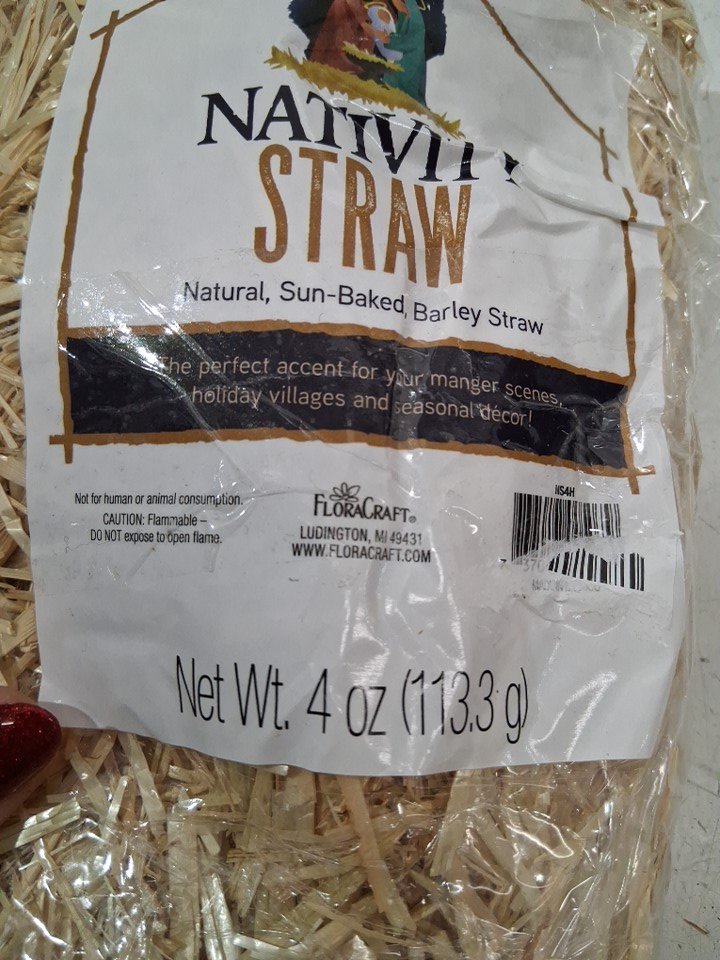 NATIVITY
STRAW
Natural, Sun-Baked, Barley Straw
The perfect accent for your manger scenes,
holiday villages and seasonal décor!
Not for human or animal consumption.
CAUTION: Flammable –
DO NOT expose to open flame.
FLORACRAFT®
LUDINGTON, MI 49431
WWW.FLORACRAFT.COM
NS4H
Net Wt. 4 oz (113.3 g)